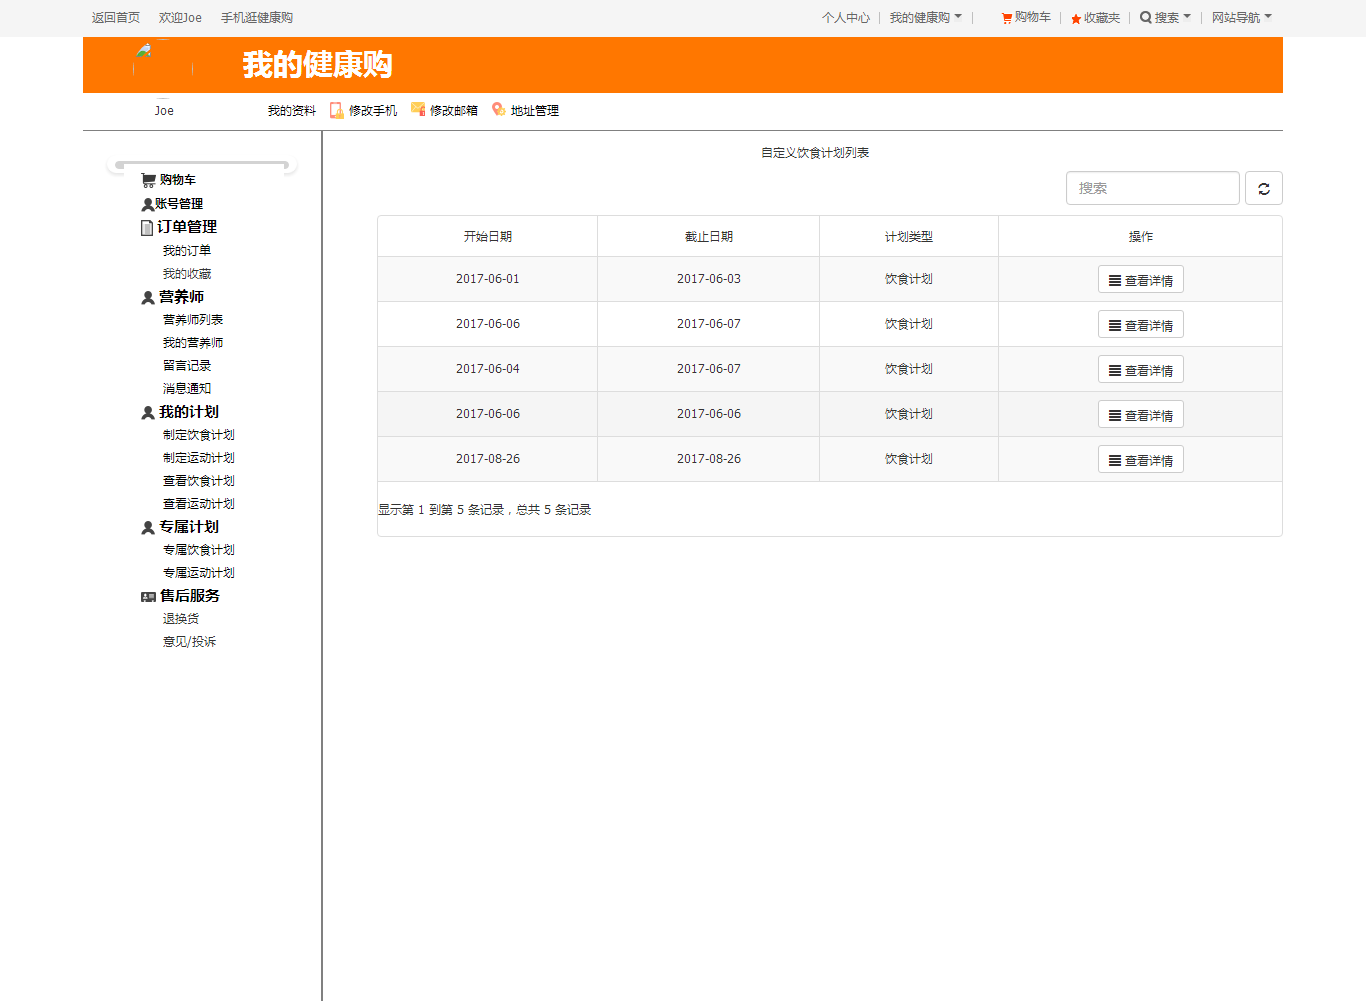 返回首页 欢迎Joe 手机逛健康购 个人中心 我的健康购 购物车 收藏夹 搜索 网站导航
我的健康购
Joe 我的资料 修改手机 修改邮箱 地址管理
购物车
账号管理
订单管理
我的订单
我的收藏
营养师
营养师列表
我的营养师
留言记录
消息通知
我的计划
制定饮食计划
制定运动计划
查看饮食计划
查看运动计划
专属计划
专属饮食计划
专属运动计划
售后服务
退换货
意见/投诉
自定义饮食计划列表
搜索
开始日期 截止日期 计划类型 操作
2017-06-01 2017-06-03 饮食计划 查看详情
2017-06-06 2017-06-07 饮食计划 查看详情
2017-06-04 2017-06-07 饮食计划 查看详情
2017-06-06 2017-06-06 饮食计划 查看详情
2017-08-26 2017-08-26 饮食计划 查看详情
显示第 1 到第 5 条记录，总共 5 条记录